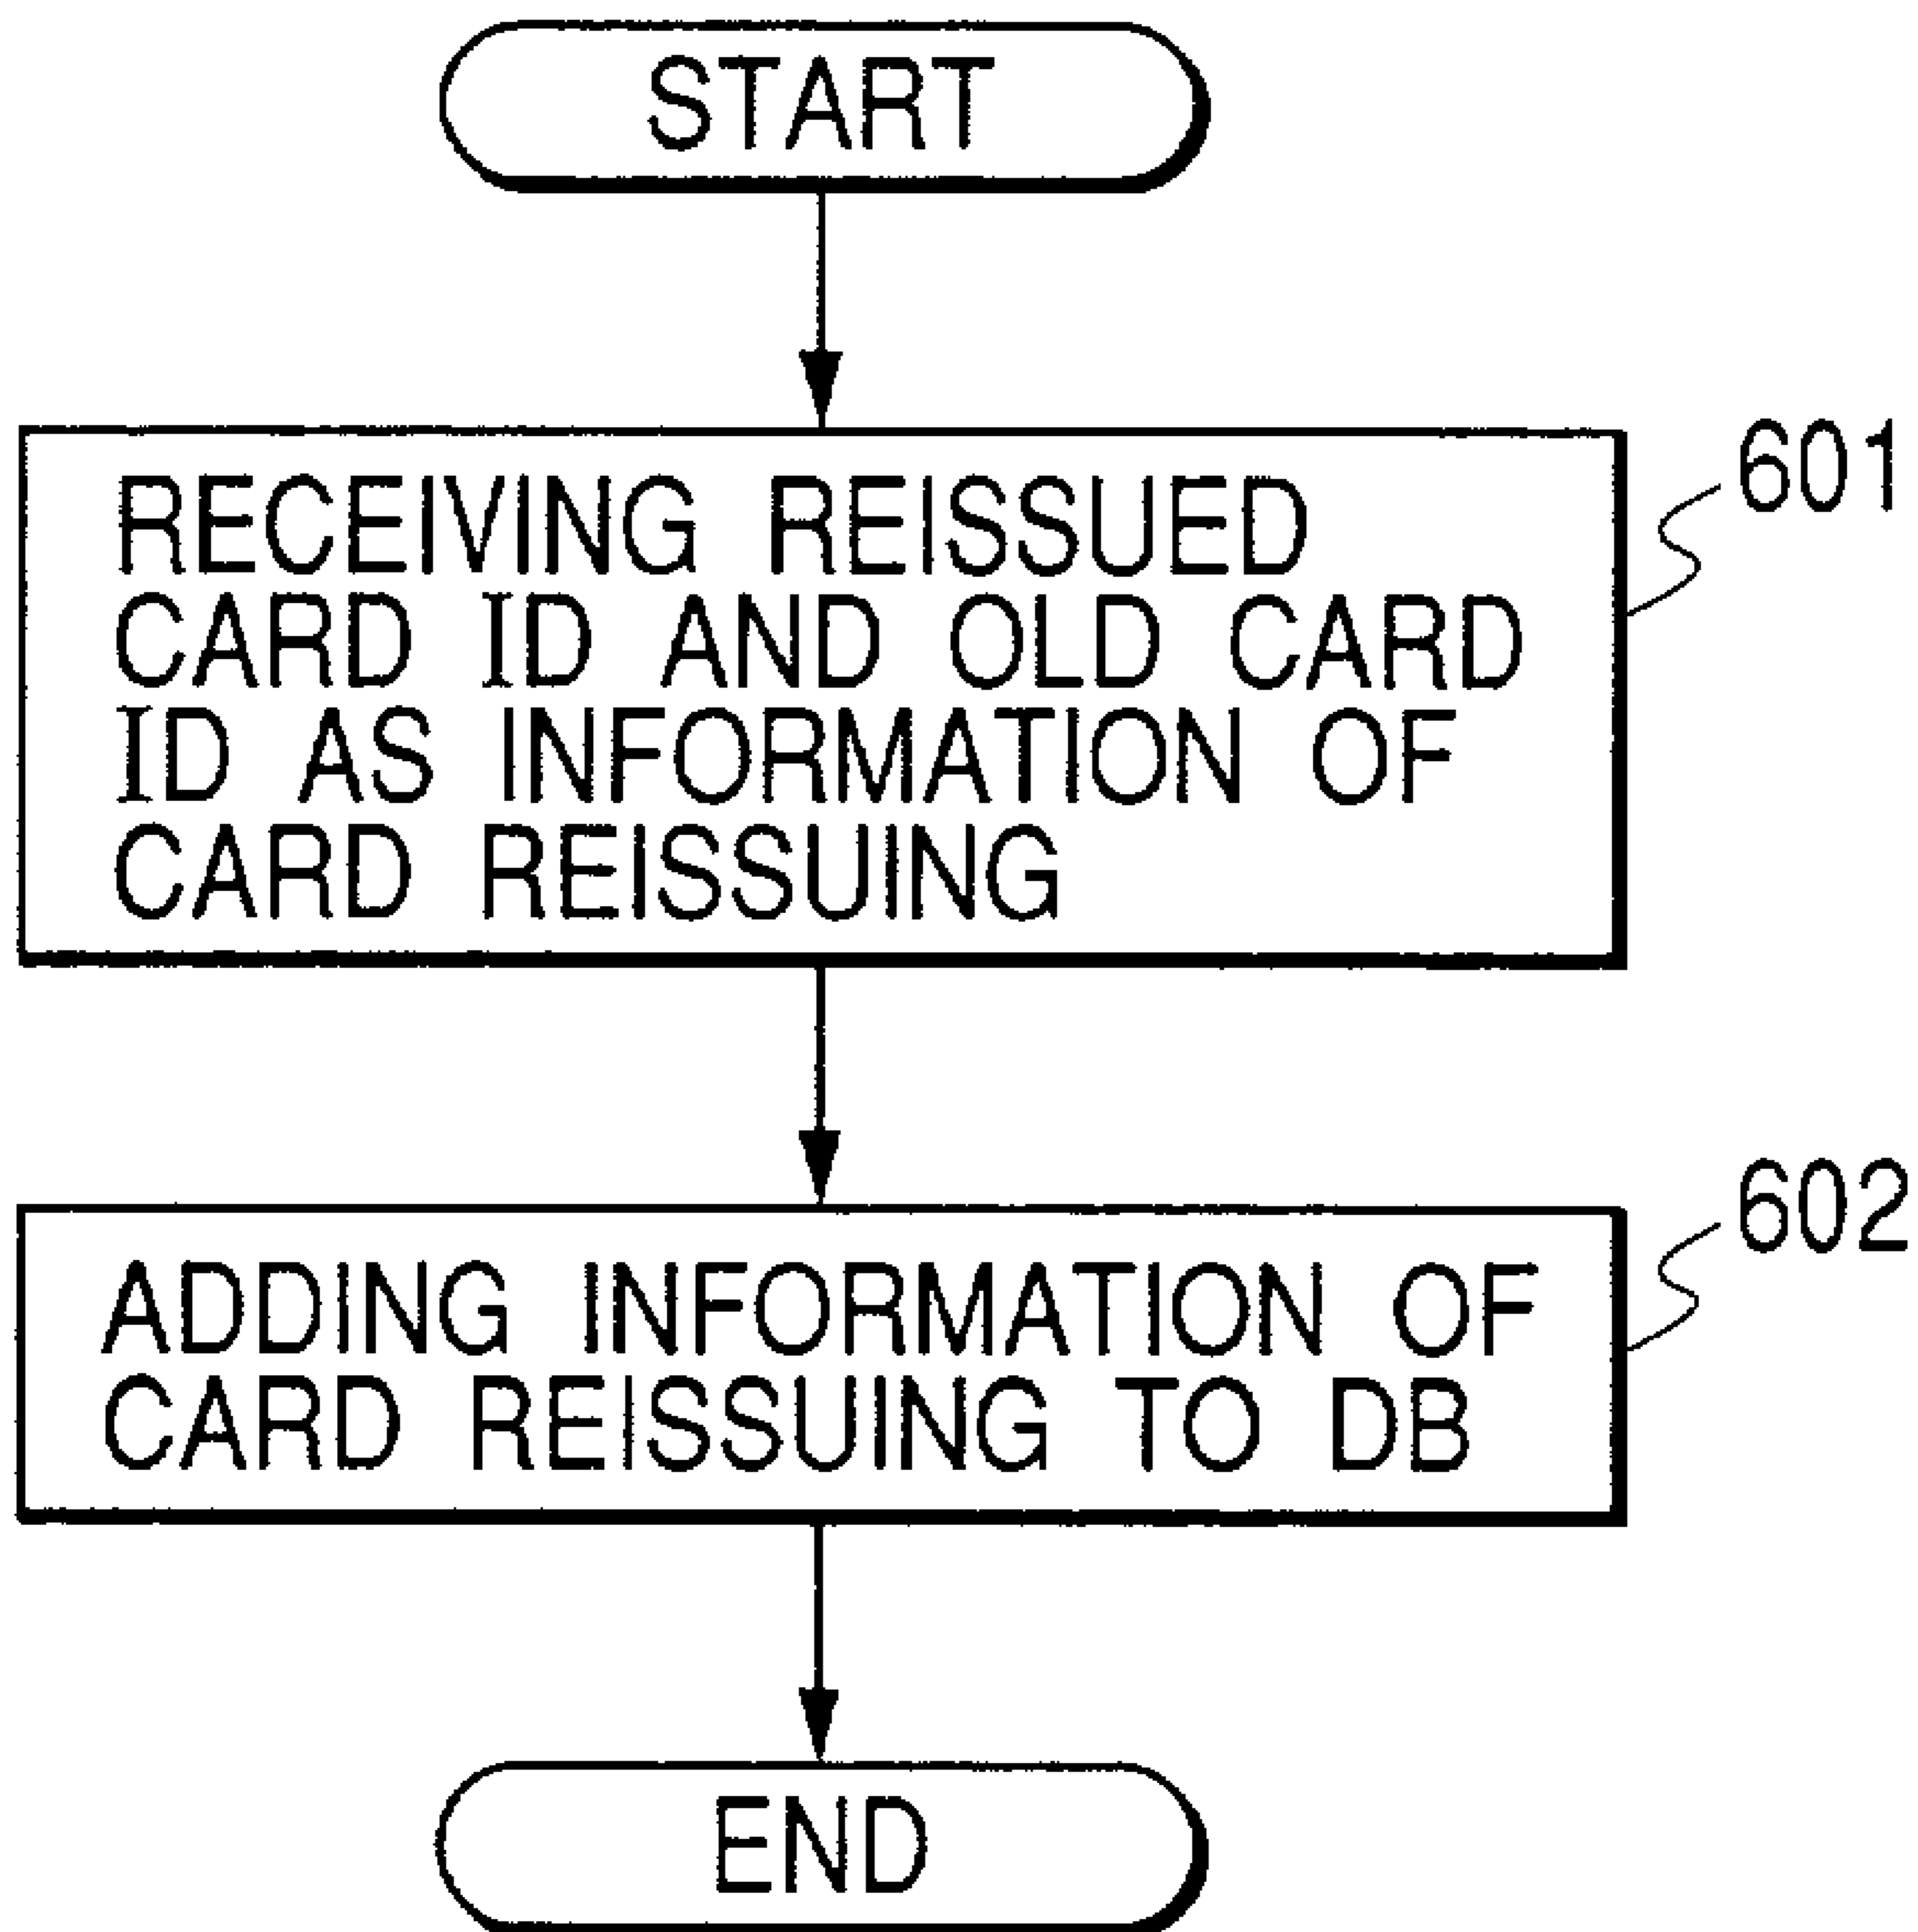 START
601
RECEIVING REISSUED
CARD ID AND OLD CARD
ID AS INFORMATION OF
CARD REISSUING
602
ADDING INFORMATION OF
CARD REISSUING TO DB
END